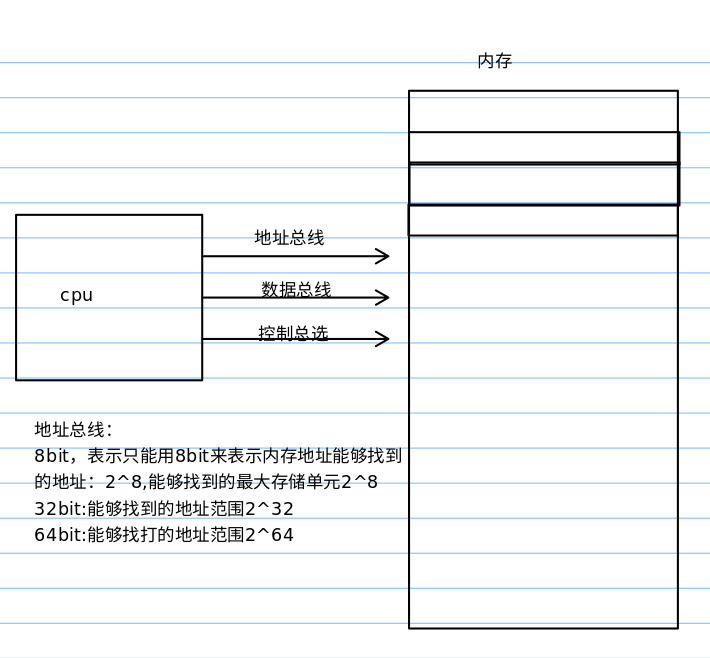 内存
地址总线
数据总线
cpu
控制总选
地址总线：
8bit，表示只能用8bit来表示内存地址能够找到
的地址：2^8,能够找到的最大存储单元2^8
32bit:能够找到的地址范围2^32
64bit:能够找打的地址范围2^64